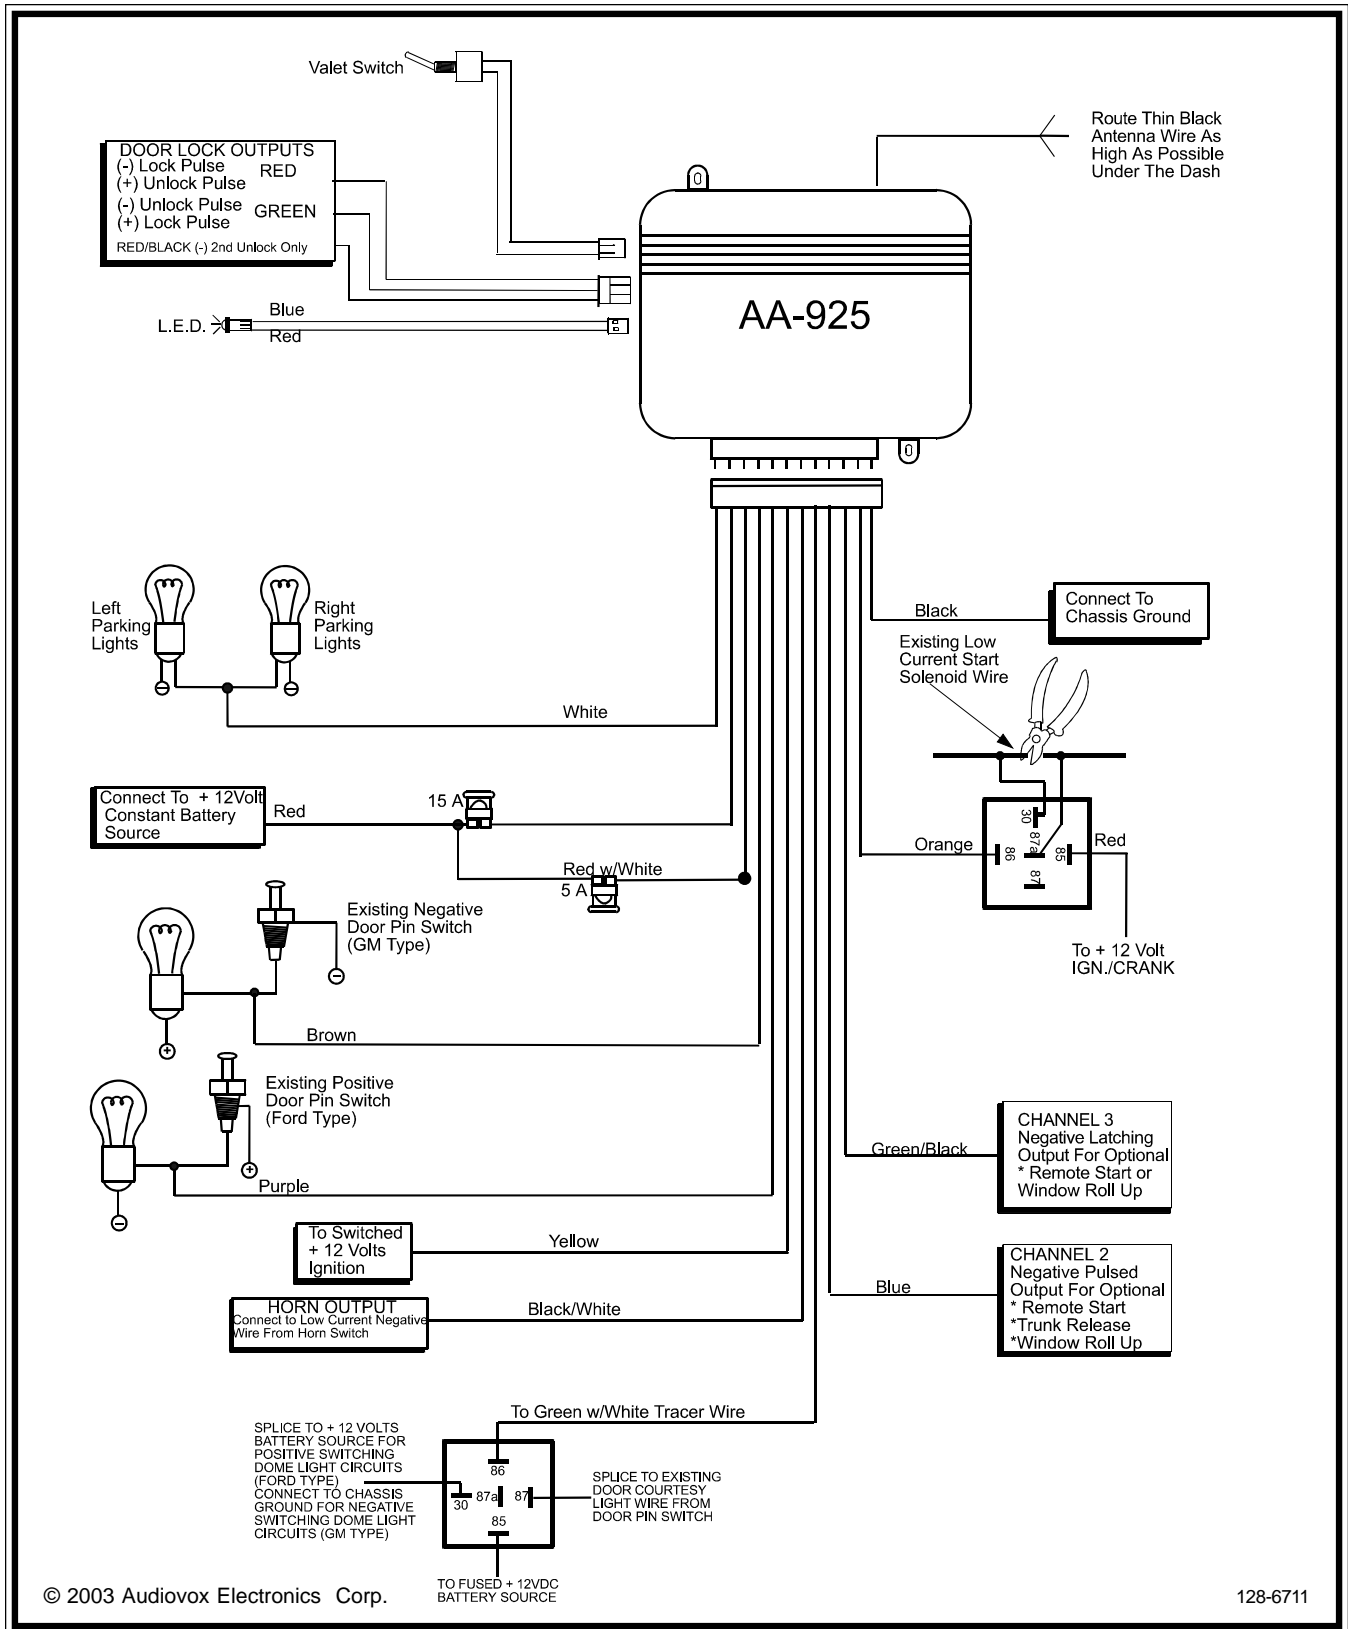 Valet Switch
Route Thin Black
Antenna Wire As
High As Possible
Under The Dash
DOOR LOCK OUTPUTS
(-) Lock Pulse
(+) Unlock Pulse
RED
(-) Unlock Pulse
(+) Lock Pulse
GREEN
RED/BLACK (-) 2nd Unlock Only
L.E.D.
Blue
Red
AA-925
Left
Parking
Lights
Right
Parking
Lights
White
Black
Connect To
Chassis Ground
Existing Low
Current Start
Solenoid Wire
Connect To + 12Volt
Constant Battery
Source
Red
15 A
Red w/White
5 A
Orange
30
87a
86
85
87
Red
To + 12 Volt
IGN./CRANK
Existing Negative
Door Pin Switch
(GM Type)
Brown
Existing Positive
Door Pin Switch
(Ford Type)
Purple
Green/Black
CHANNEL 3
Negative Latching
Output For Optional
* Remote Start or
Window Roll Up
To Switched
+ 12 Volts
Ignition
Yellow
HORN OUTPUT
Connect to Low Current Negative
Wire From Horn Switch
Black/White
Blue
CHANNEL 2
Negative Pulsed
Output For Optional
* Remote Start
*Trunk Release
*Window Roll Up
To Green w/White Tracer Wire
SPLICE TO + 12 VOLTS
BATTERY SOURCE FOR
POSITIVE SWITCHING
DOME LIGHT CIRCUITS
(FORD TYPE)
CONNECT TO CHASSIS
GROUND FOR NEGATIVE
SWITCHING DOME LIGHT
CIRCUITS (GM TYPE)
86
30
87a
87
85
SPLICE TO EXISTING
DOOR COURTESY
LIGHT WIRE FROM
DOOR PIN SWITCH
TO FUSED + 12VDC
BATTERY SOURCE
© 2003 Audiovox Electronics Corp.
128-6711